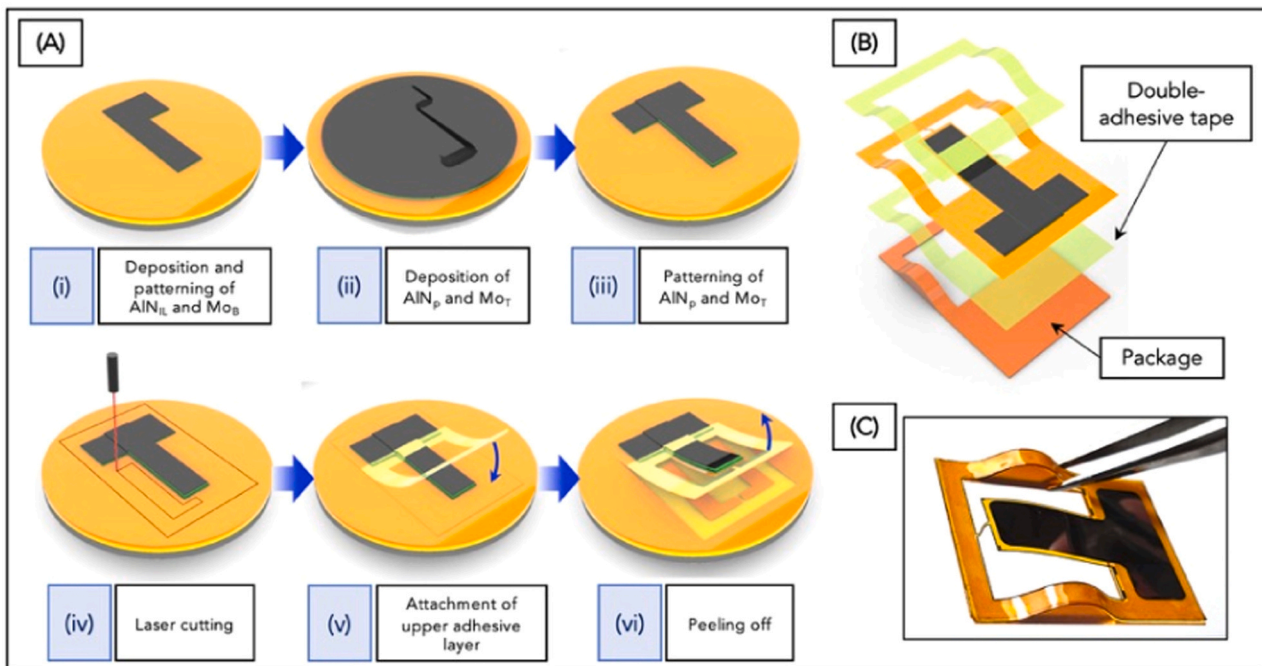 (A)
(i)
Deposition and
patterning of
AlN_IL and Mo_B
(ii)
Deposition of
AlN_P and Mo_T
(iii)
Patterning of
AlN_P and Mo_T
(iv)
Laser cutting
(v)
Attachment of
upper adhesive
layer
(vi)
Peeling off
(B)
Double-
adhesive tape
Package
(C)